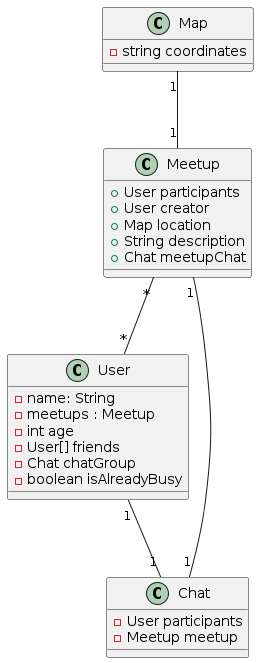 C Map
string coordinates
1
1
C Meetup
User participants
User creator
Map location
String description
Chat meetupChat
* 1
*
C User
name: String
meetups : Meetup
int age
User[] friends
Chat chatGroup
boolean isAlreadyBusy
1
1 1
C Chat
User participants
Meetup meetup